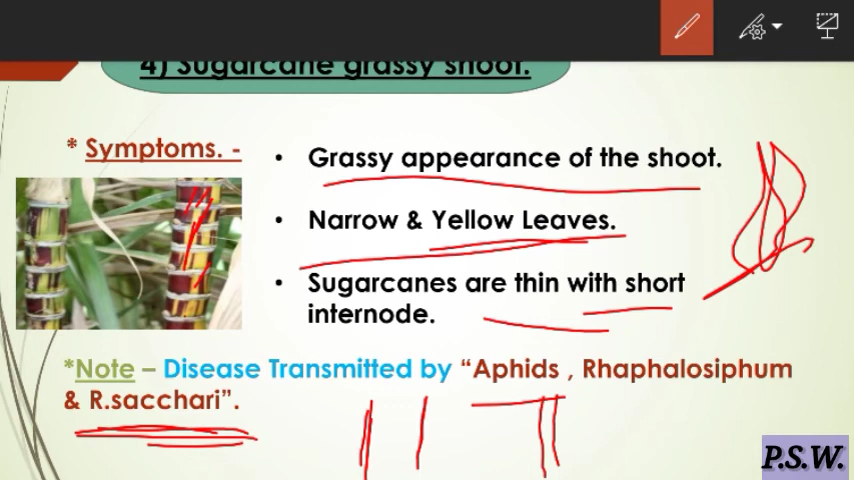 4) Sugarcane grassy shoot.
* Symptoms. -
• Grassy appearance of the shoot.
• Narrow & Yellow Leaves.
• Sugarcanes are thin with short
internode.
*Note – Disease Transmitted by “Aphids , Rhaphalosiphum
& R.sacchari”.
P.S.W.